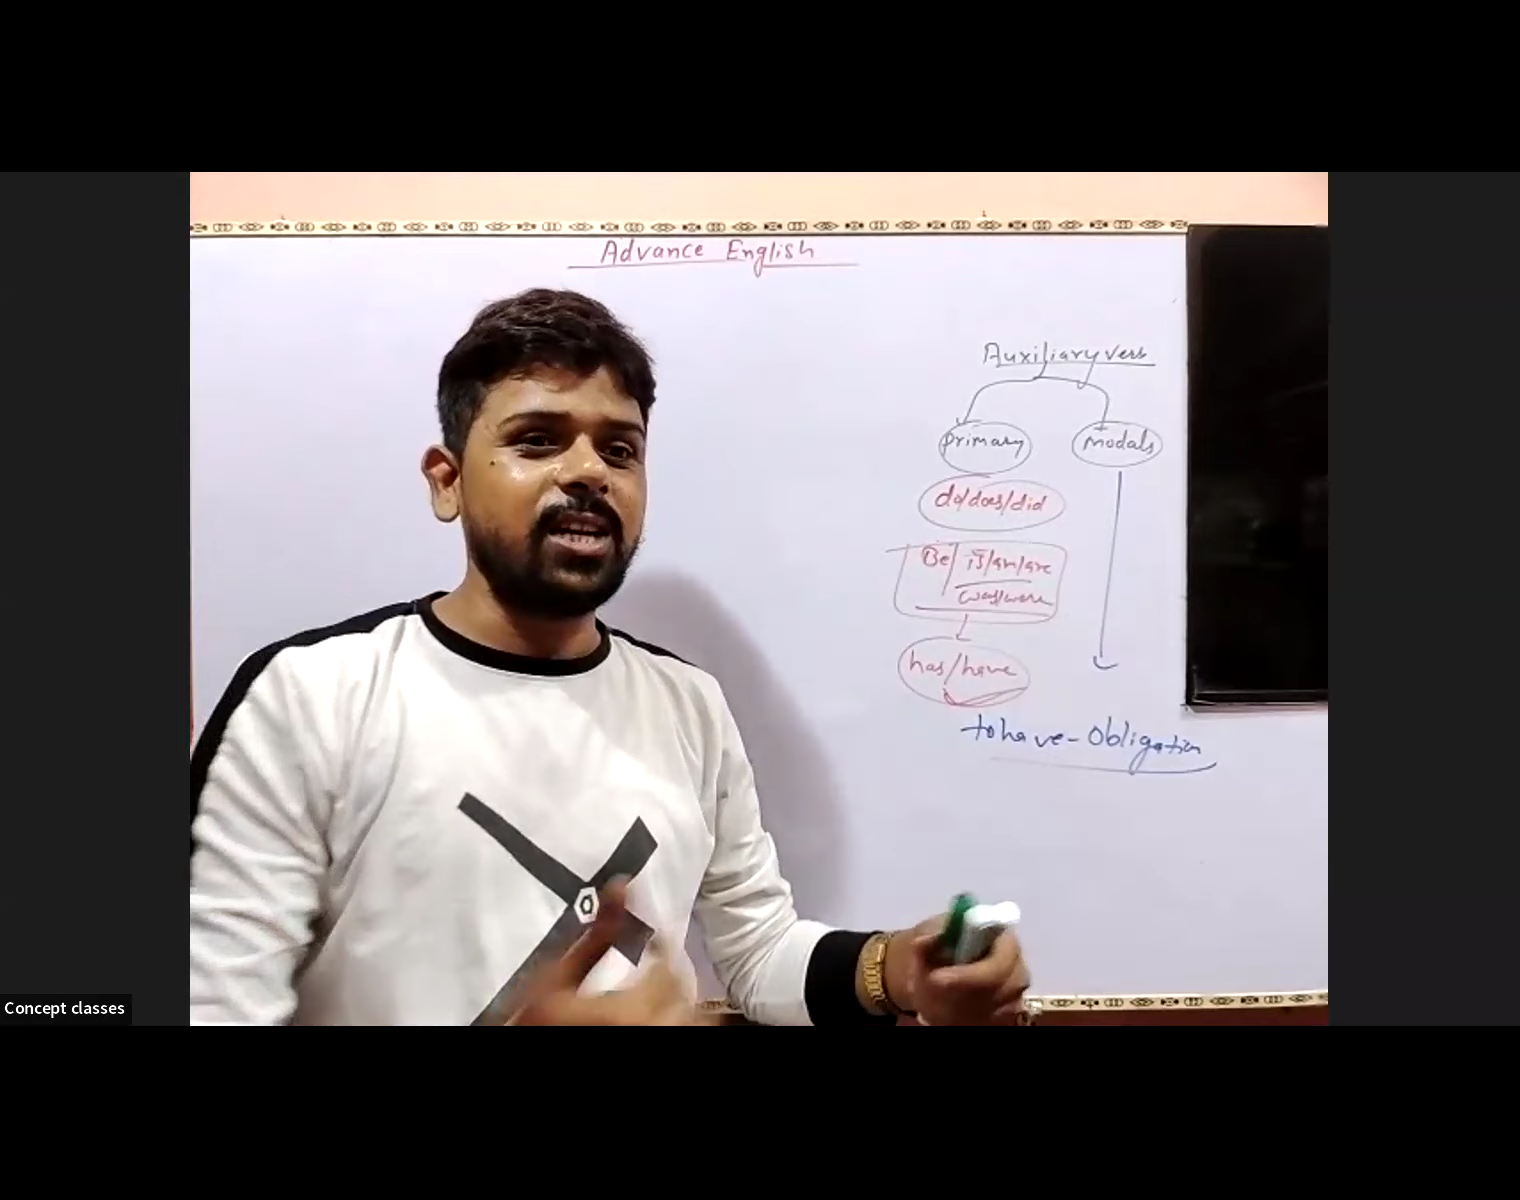 Advance English
Auxiliary verb
primary modals
do/does/did
Be/ is/am/are
was/were
has/have
to have - Obligation
Concept classes